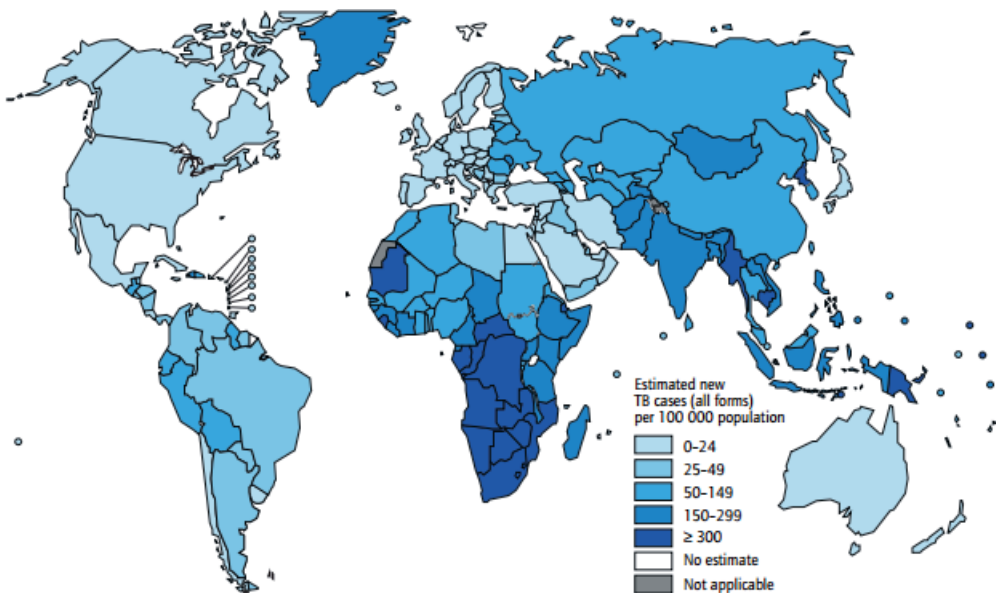 Estimated new
TB cases (all forms)
per 100 000 population
0–24
25–49
50–149
150–299
≥ 300
No estimate
Not applicable